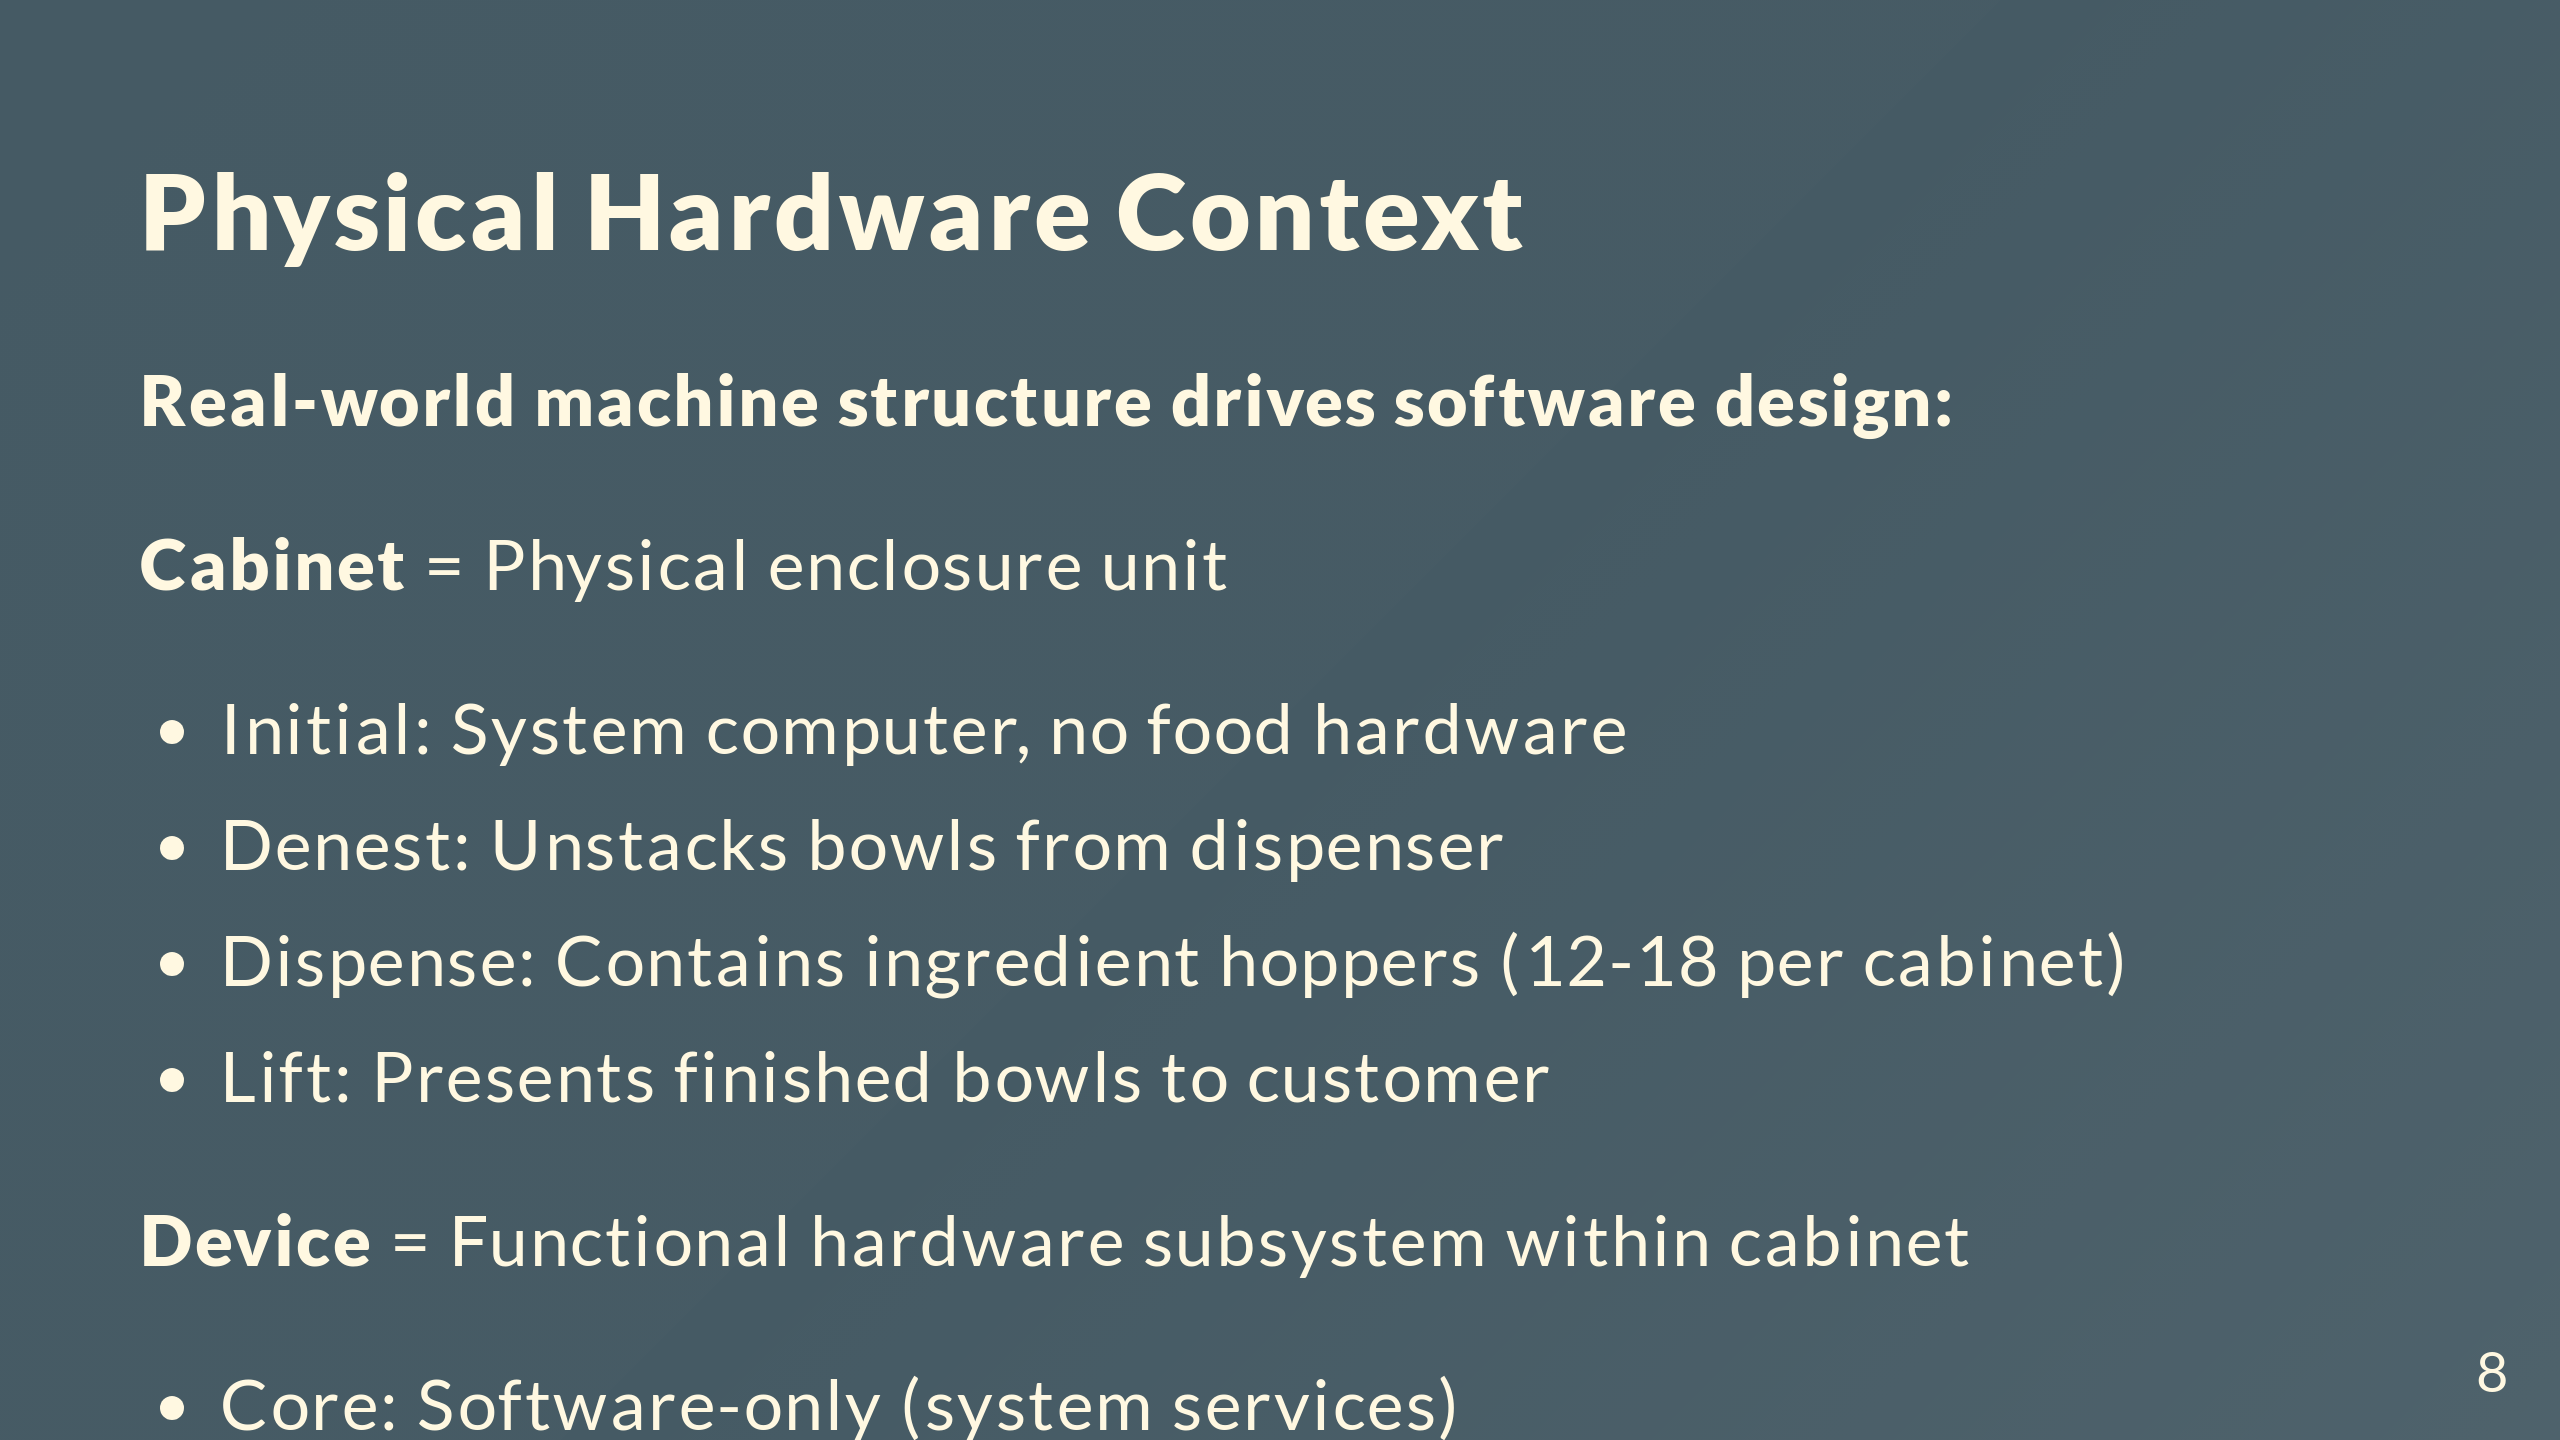 Physical Hardware Context
Real-world machine structure drives software design:
Cabinet = Physical enclosure unit
• Initial: System computer, no food hardware
• Denest: Unstacks bowls from dispenser
• Dispense: Contains ingredient hoppers (12-18 per cabinet)
• Lift: Presents finished bowls to customer
Device = Functional hardware subsystem within cabinet
• Core: Software-only (system services)
8